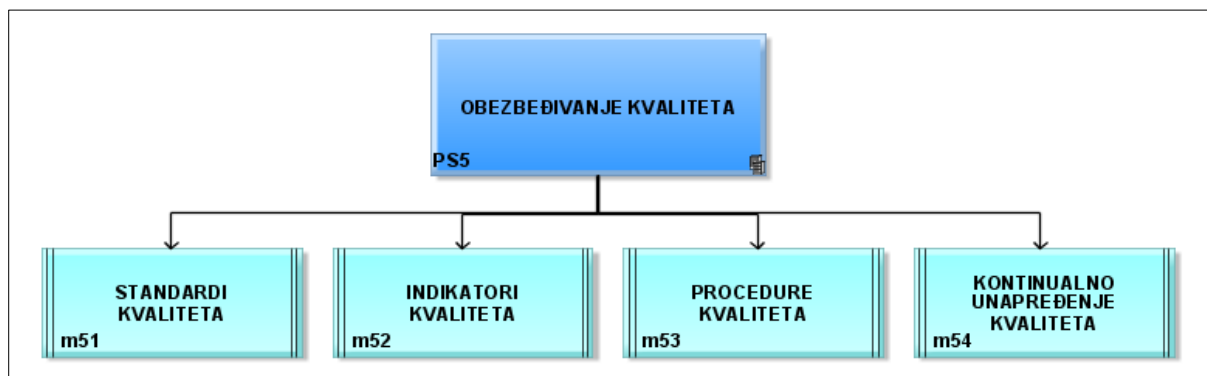 OBEZBEĐIVANJE KVALITETA
PS5
STANDARDI
KVALITETA
m51
INDIKATORI
KVALITETA
m52
PROCEDURE
KVALITETA
m53
KONTINUALNO
UNAPREĐENJE
KVALITETA
m54